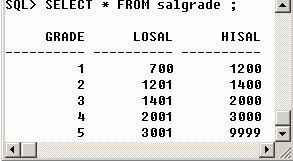 SQL> SELECT * FROM salgrade ;
GRADE LOSAL HISAL
---------- ---------- ----------
1 700 1200
2 1201 1400
3 1401 2000
4 2001 3000
5 3001 9999